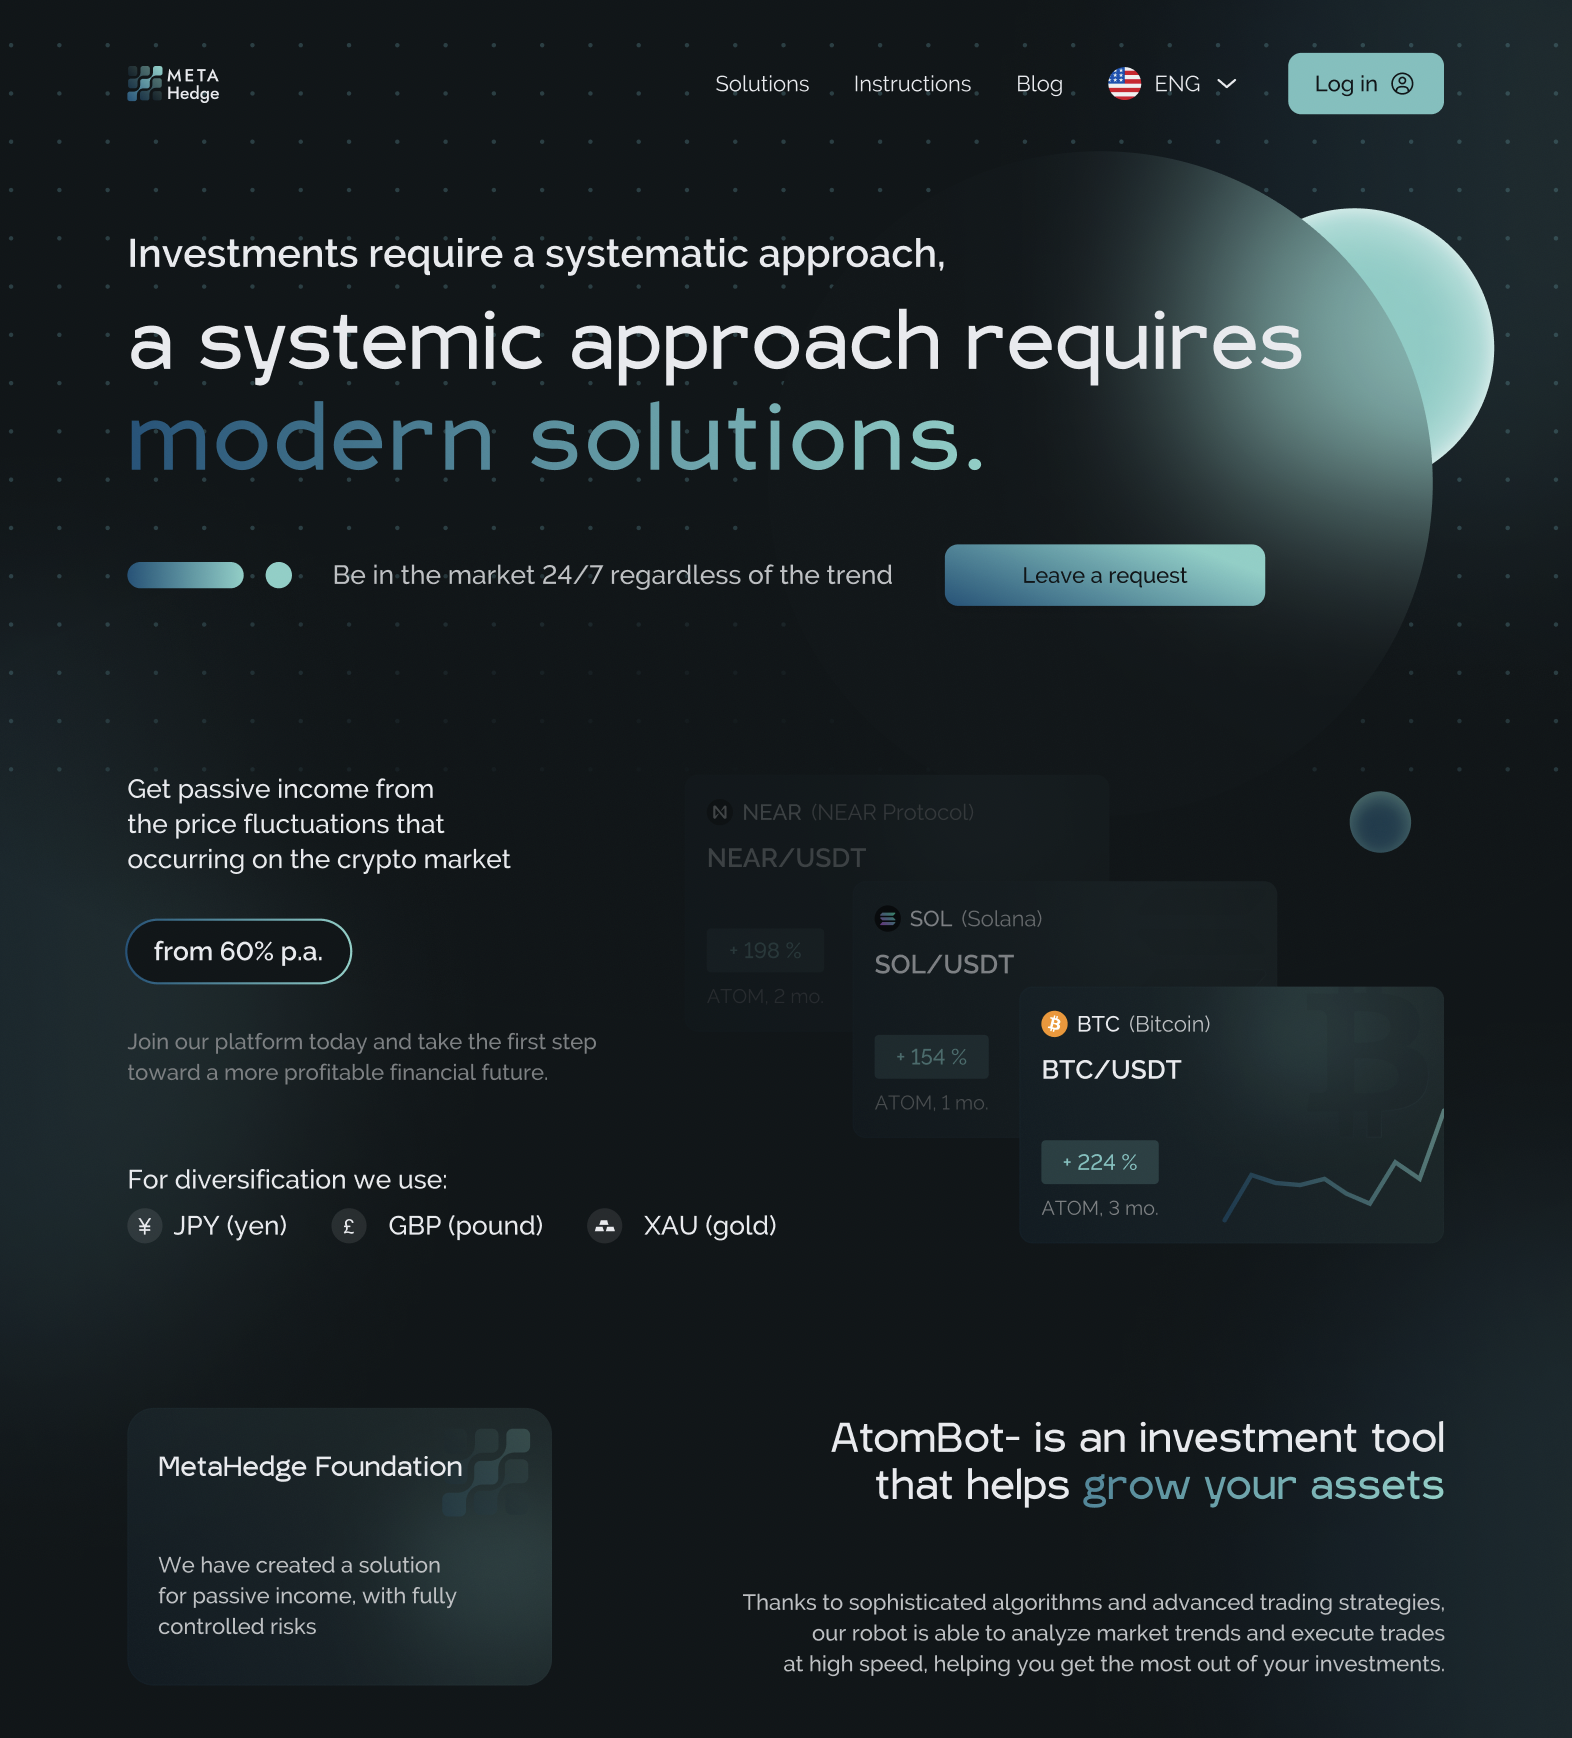 META
Hedge
Solutions
Instructions
Blog
ENG
Log in
Investments require a systematic approach,
a systemic approach requires
modern solutions.
Be in the market 24/7 regardless of the trend
Leave a request
Get passive income from
the price fluctuations that
occurring on the crypto market
from 60% p.a.
Join our platform today and take the first step
toward a more profitable financial future.
For diversification we use:
¥ JPY (yen)
£ GBP (pound)
XAU (gold)
NEAR (NEAR Protocol)
NEAR/USDT
+ 198 %
ATOM, 2 mo.
SOL (Solana)
SOL/USDT
+ 154 %
ATOM, 1 mo.
BTC (Bitcoin)
BTC/USDT
+ 224 %
ATOM, 3 mo.
MetaHedge Foundation
We have created a solution
for passive income, with fully
controlled risks
AtomBot- is an investment tool
that helps grow your assets
Thanks to sophisticated algorithms and advanced trading strategies,
our robot is able to analyze market trends and execute trades
at high speed, helping you get the most out of your investments.